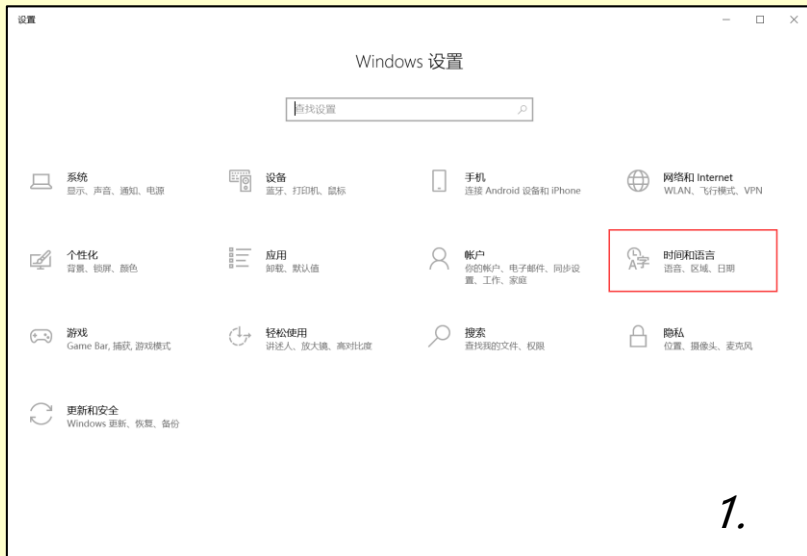 设置
Windows 设置
查找设置
系统
显示、声音、通知、电源
设备
蓝牙、打印机、鼠标
手机
连接 Android 设备和 iPhone
网络和 Internet
WLAN、飞行模式、VPN
个性化
背景、锁屏、颜色
应用
卸载、默认值
帐户
你的帐户、电子邮件、同步设
置、工作、家庭
时间和语言
语音、区域、日期
游戏
Game Bar, 捕获, 游戏模式
轻松使用
讲述人、放大镜、高对比度
搜索
查找我的文件、权限
隐私
位置、摄像头、麦克风
更新和安全
Windows 更新、恢复、备份
1.